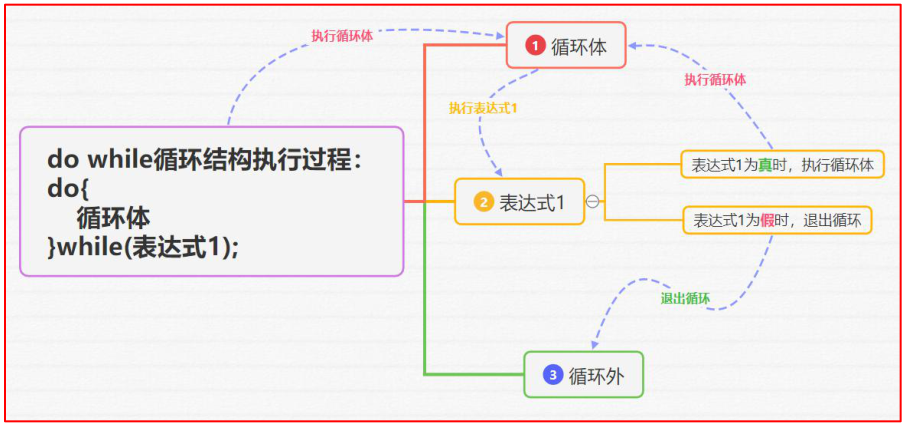 do while循环结构执行过程：
do{
循环体
}while(表达式1);
执行循环体
1 循环体
执行循环体
执行表达式1
2 表达式1
表达式1为真时，执行循环体
表达式1为假时，退出循环
退出循环
3 循环外